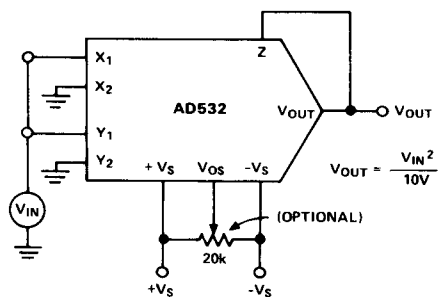 Z
X1
X2
AD532
VOUT
VOUT
Y1
Y2
+VS
VOS
-VS
VOUT = VIN²/10V
VIN
(OPTIONAL)
20k
+VS
-VS